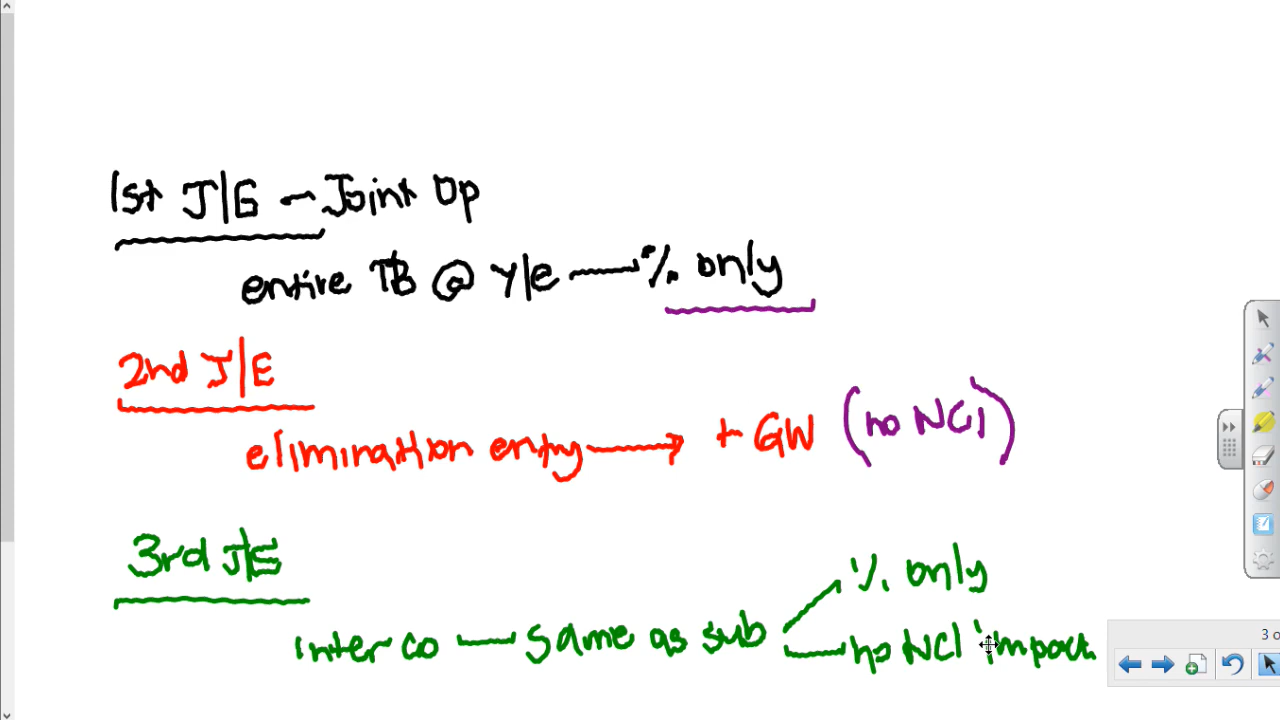 1st J|E - Joint Op
entire TB @ Y|e - % only
2nd J|E
elimination entry → + GW (no NCI)
3rd J|E
% only
inter co - same as sub
no NCI impact
3 o